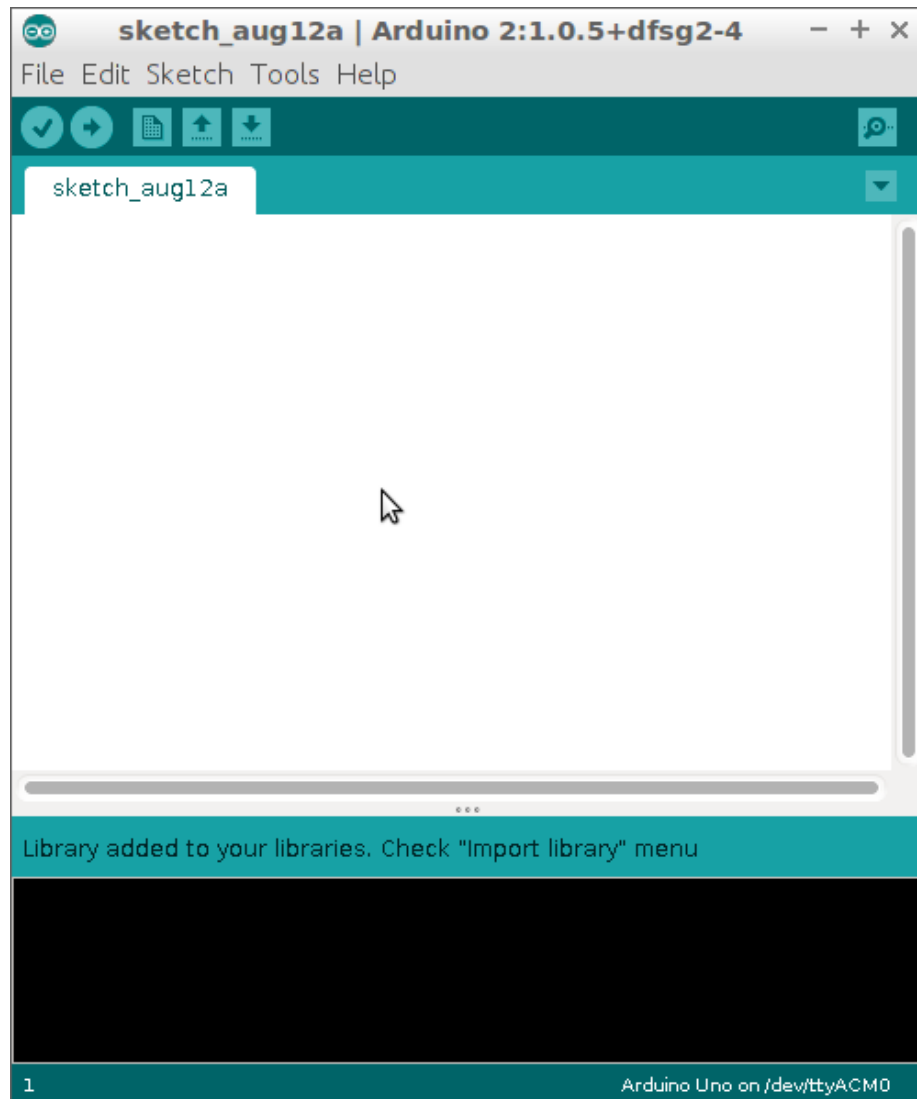 sketch_aug12a | Arduino 2:1.0.5+dfsg2-4
File Edit Sketch Tools Help
sketch_aug12a
Library added to your libraries. Check "Import library" menu
1 Arduino Uno on /dev/ttyACM0